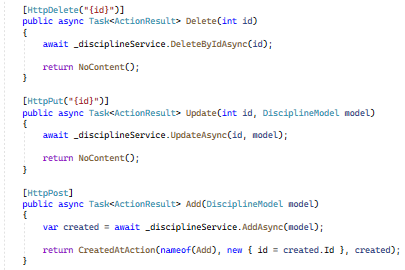 [HttpDelete("{id}")]
public async Task<ActionResult> Delete(int id)
{
    await _disciplineService.DeleteByIdAsync(id);

    return NoContent();
}

[HttpPut("{id}")]
public async Task<ActionResult> Update(int id, DisciplineModel model)
{
    await _disciplineService.UpdateAsync(id, model);

    return NoContent();
}

[HttpPost]
public async Task<ActionResult> Add(DisciplineModel model)
{
    var created = await _disciplineService.AddAsync(model);

    return CreatedAtAction(nameof(Add), new { id = created.Id }, created);
}